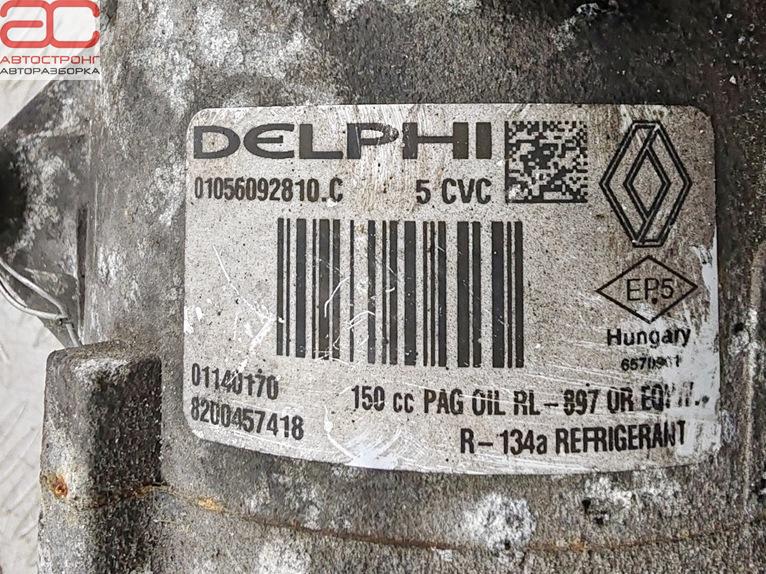 АС
АВТОСТРОНГ
АВТОРАЗБОРКА
DELPHI
01056092810.C 5 CVC
EP5
Hungary
01140170
8200457418
150 cc PAG OIL RL-897 OR
R-134a REFRIGERANT